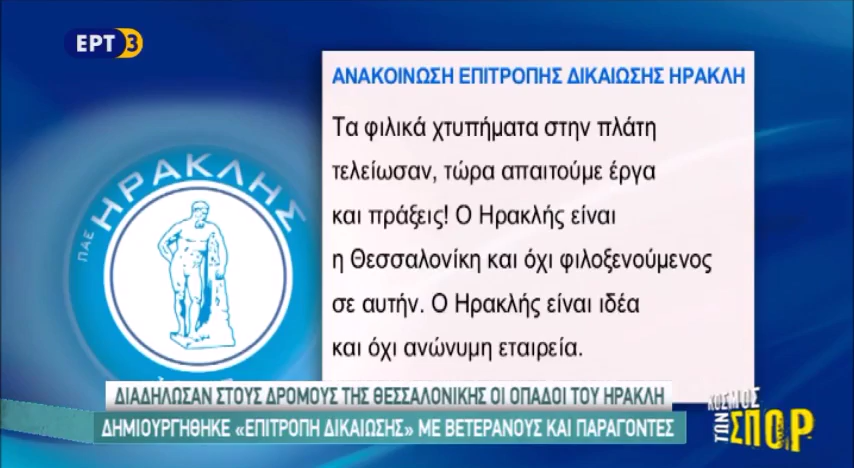 ΕΡΤ3
ΑΝΑΚΟΙΝΩΣΗ ΕΠΙΤΡΟΠΗΣ ΔΙΚΑΙΩΣΗΣ ΗΡΑΚΛΗ
Τα φιλικά χτυπήματα στην πλάτη
τελείωσαν, τώρα απαιτούμε έργα
και πράξεις! Ο Ηρακλής είναι
η Θεσσαλονίκη και όχι φιλοξενούμενος
σε αυτήν. Ο Ηρακλής είναι ιδέα
και όχι ανώνυμη εταιρεία.
ΠΑΕ ΗΡΑΚΛΗΣ
ΔΙΑΔΗΛΩΣΑΝ ΣΤΟΥΣ ΔΡΟΜΟΥΣ ΤΗΣ ΘΕΣΣΑΛΟΝΙΚΗΣ ΟΙ ΟΠΑΔΟΙ ΤΟΥ ΗΡΑΚΛΗ
ΔΗΜΙΟΥΡΓΗΘΗΚΕ «ΕΠΙΤΡΟΠΗ ΔΙΚΑΙΩΣΗΣ» ΜΕ ΒΕΤΕΡΑΝΟΥΣ ΚΑΙ ΠΑΡΑΓΟΝΤΕΣ
ΚΟΣΜΟΣ
ΤΩΝ ΣΠΟΡ